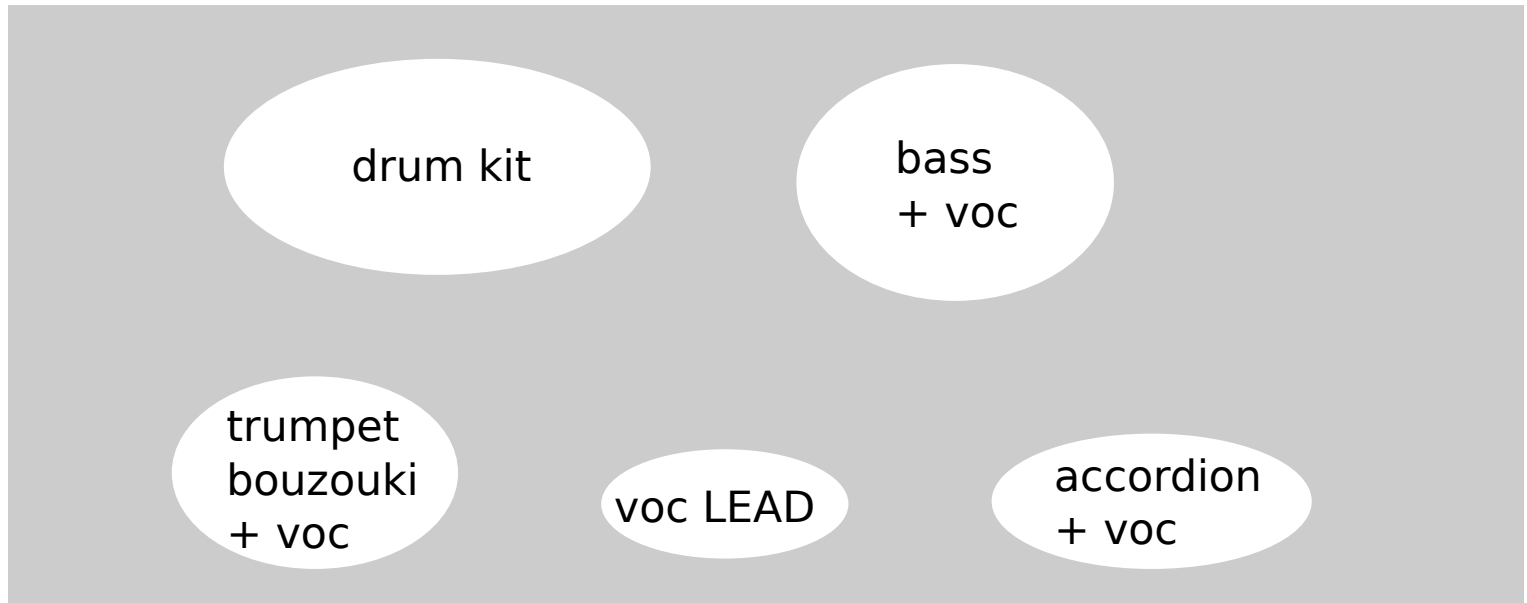 drum kit
bass
+ voc
trumpet
bouzouki
+ voc
voc LEAD
accordion
+ voc